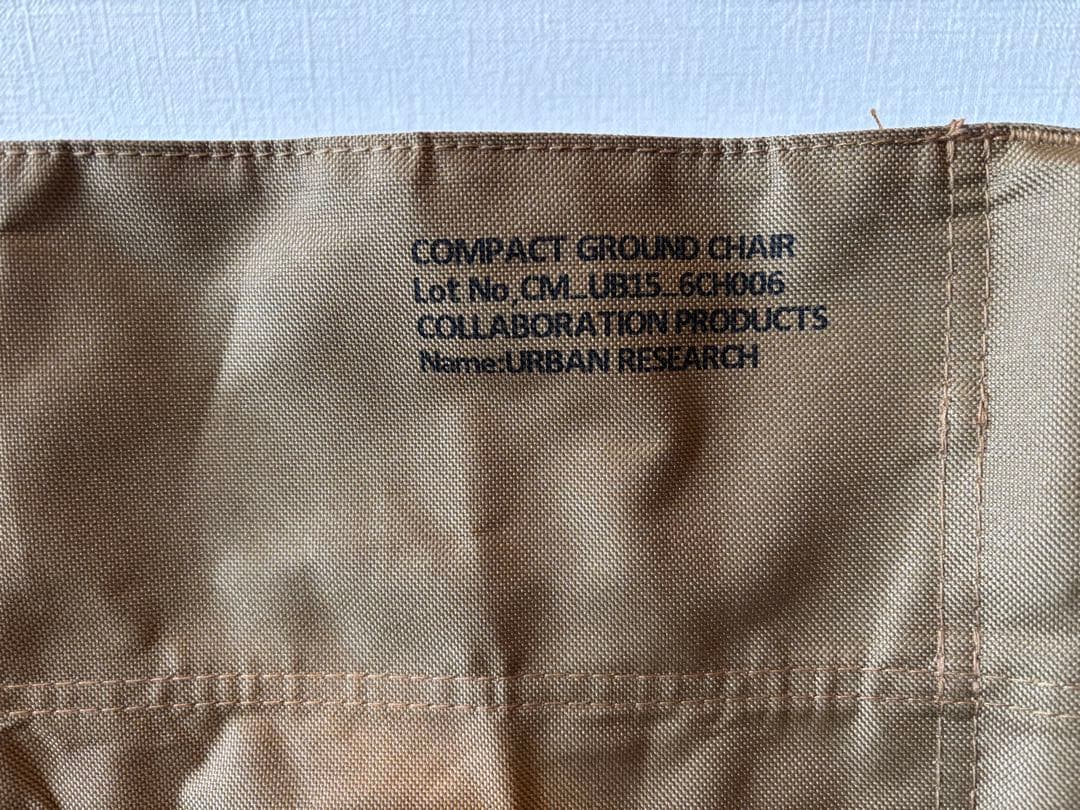 COMPACT GROUND CHAIR
Lot No,CM_UB15_6CH006
COLLABORATION PRODUCTS
Name:URBAN RESEARCH